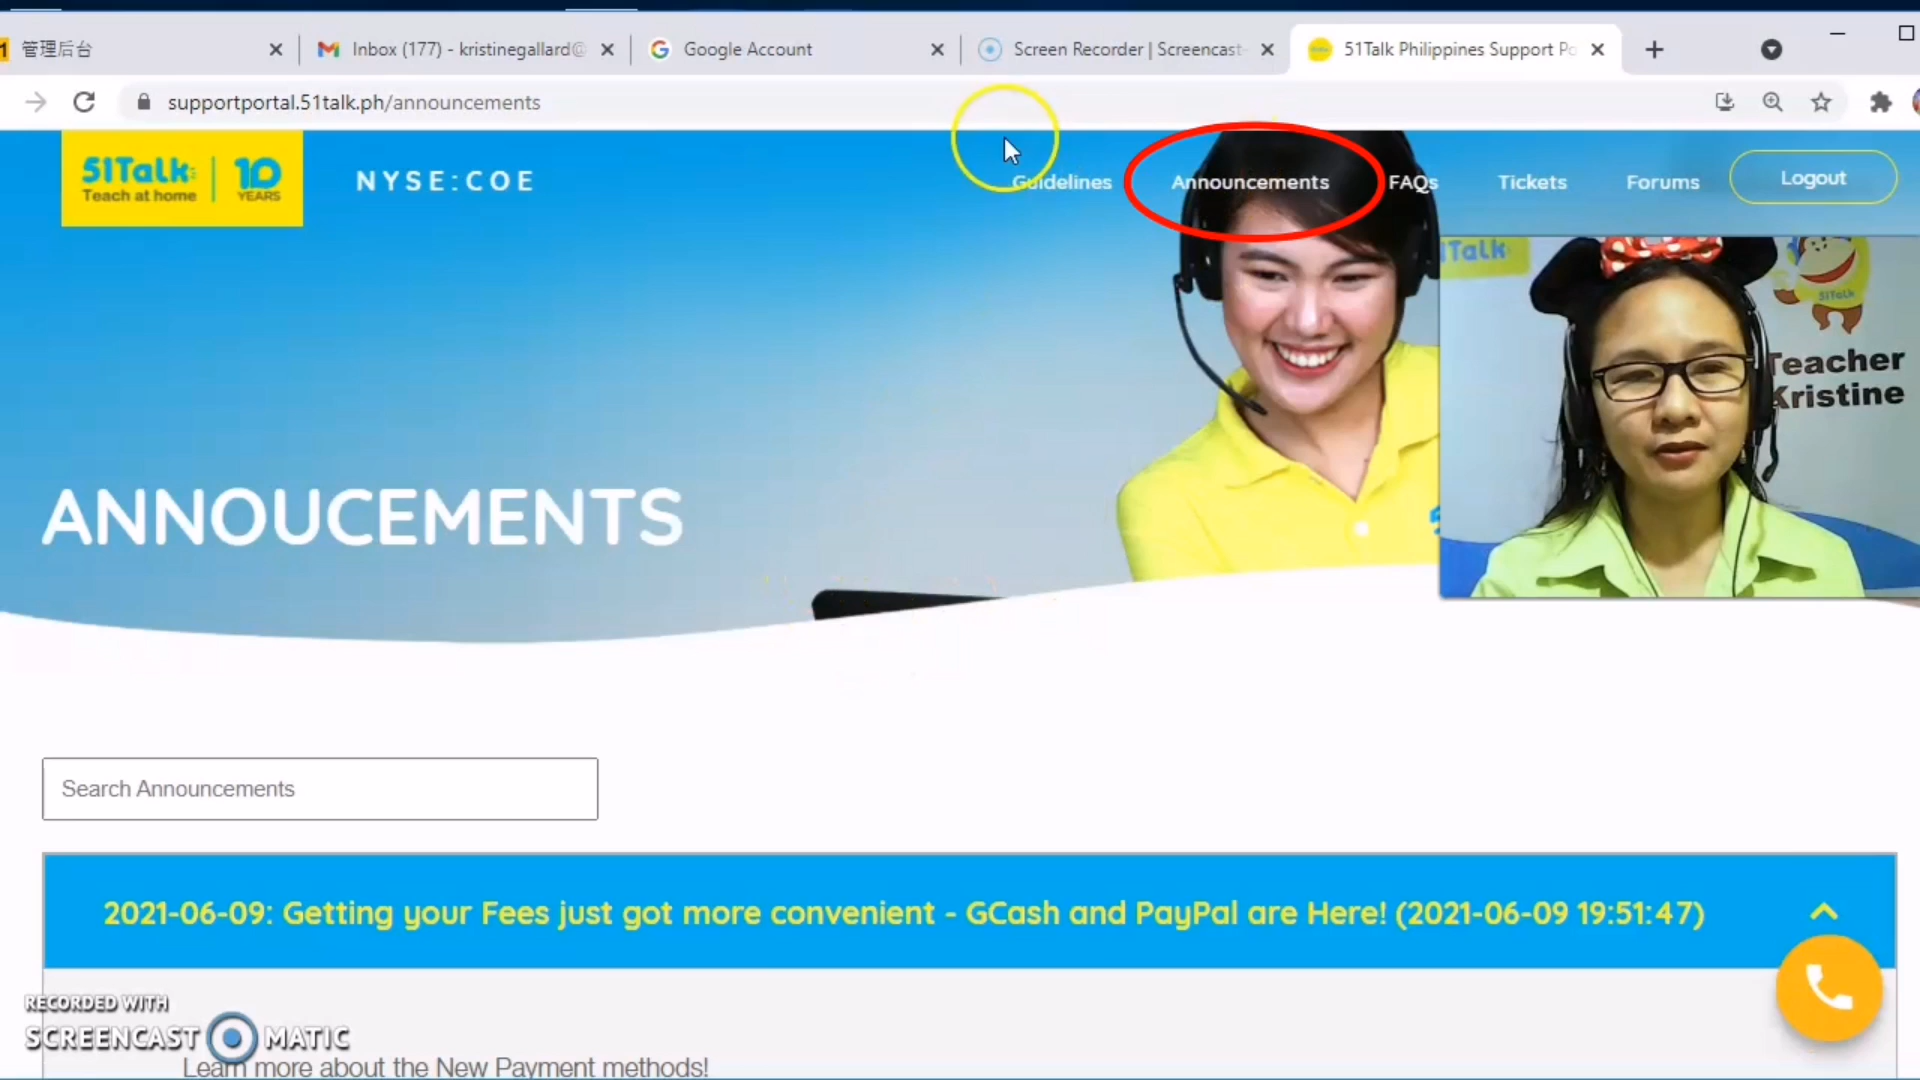 管理后台
Inbox (177) - kristinegallard@
Google Account
Screen Recorder | Screencast-
51Talk Philippines Support Po
supportportal.51talk.ph/announcements
51Talk
Teach at home
10
YEARS
NYSE:COE
Guidelines
Announcements
FAQs
Tickets
Forums
Logout
51Talk
51Talk
Teacher
Kristine
ANNOUCEMENTS
Search Announcements
2021-06-09: Getting your Fees just got more convenient - GCash and PayPal are Here! (2021-06-09 19:51:47)
RECORDED WITH
SCREENCAST MATIC
Learn more about the New Payment methods!